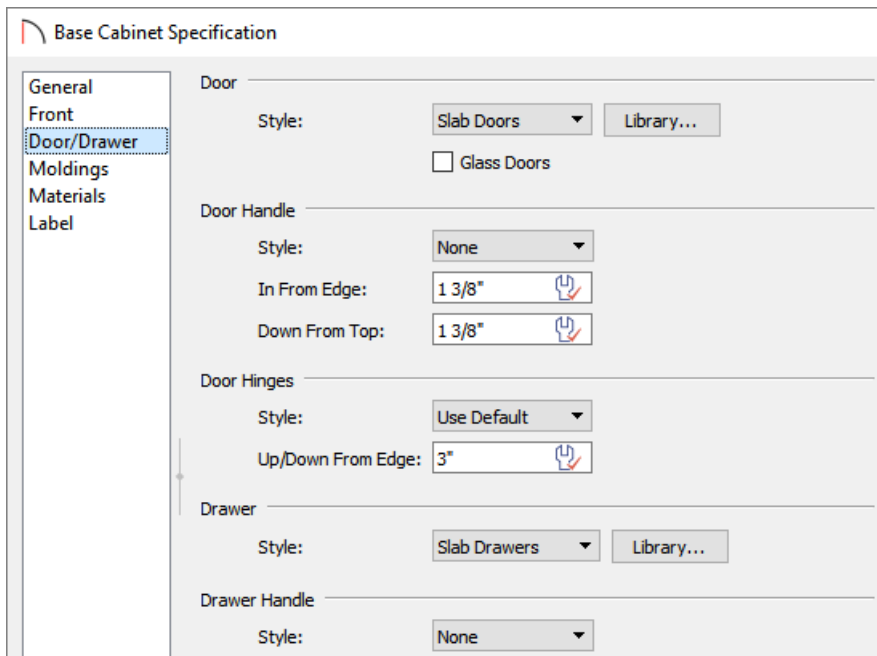 Base Cabinet Specification
General
Front
Door/Drawer
Moldings
Materials
Label
Door
Style: Slab Doors Library...
Glass Doors
Door Handle
Style: None
In From Edge: 1 3/8"
Down From Top: 1 3/8"
Door Hinges
Style: Use Default
Up/Down From Edge: 3"
Drawer
Style: Slab Drawers Library...
Drawer Handle
Style: None